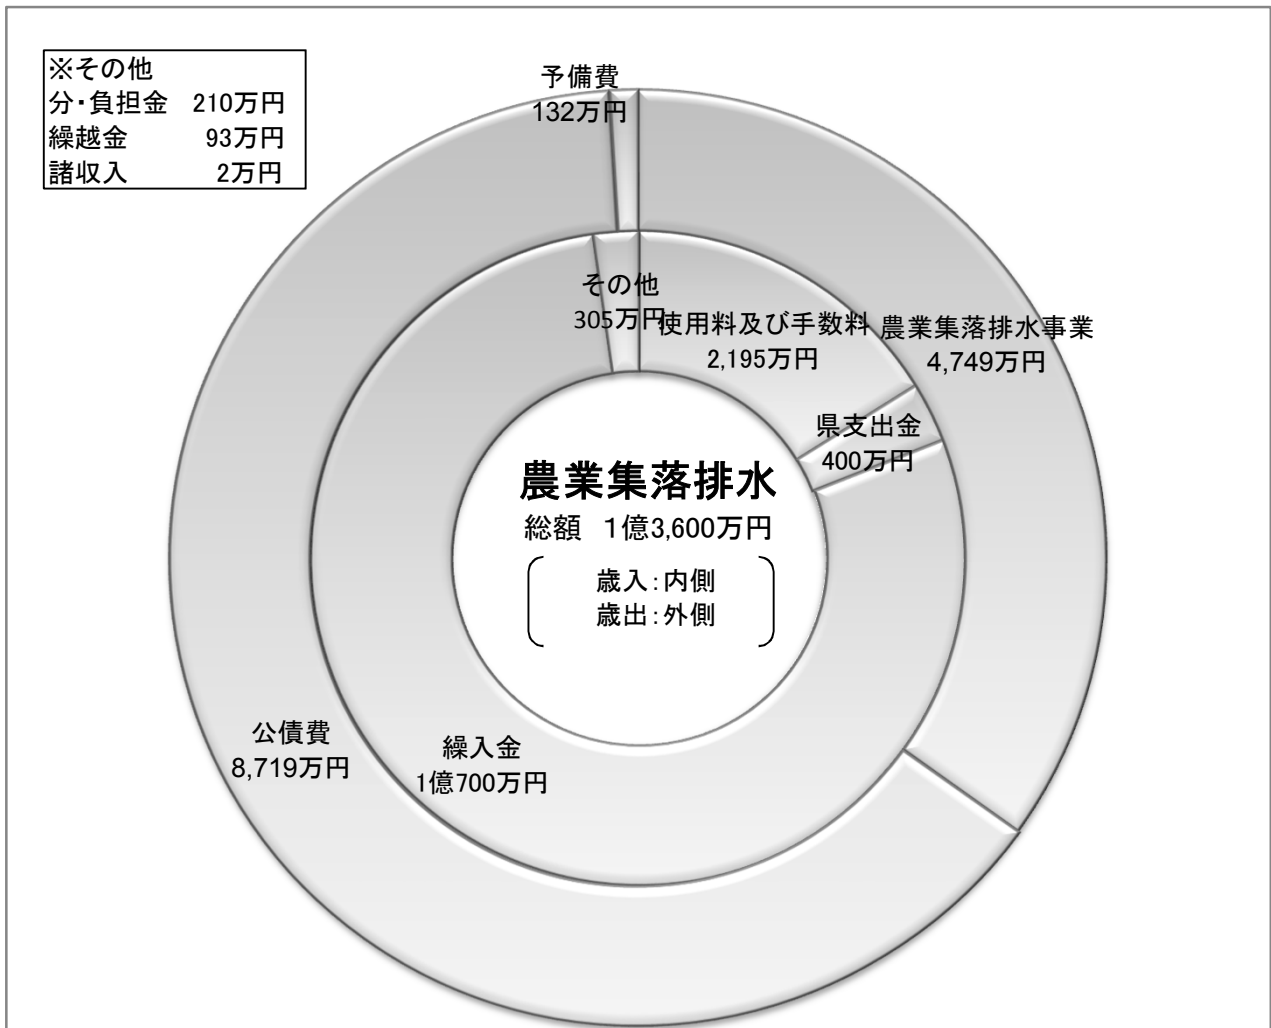 ※その他
分・負担金 210万円
繰越金 93万円
諸収入 2万円
予備費
132万円
その他
305万円
使用料及び手数料
2,195万円
農業集落排水事業
4,749万円
県支出金
400万円
農業集落排水
総額 1億3,600万円
歳入：内側
歳出：外側
公債費
8,719万円
繰入金
1億700万円